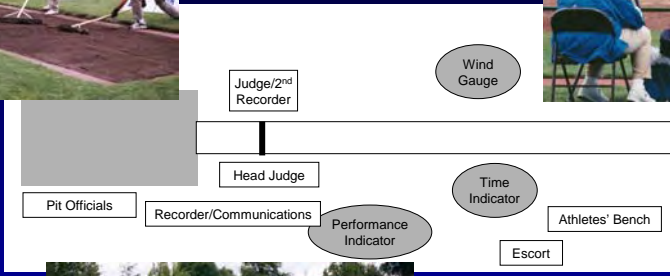 Wind
Gauge
Judge/2nd
Recorder
Head Judge
Time
Indicator
Pit Officials
Recorder/Communications
Performance
Indicator
Athletes' Bench
Escort